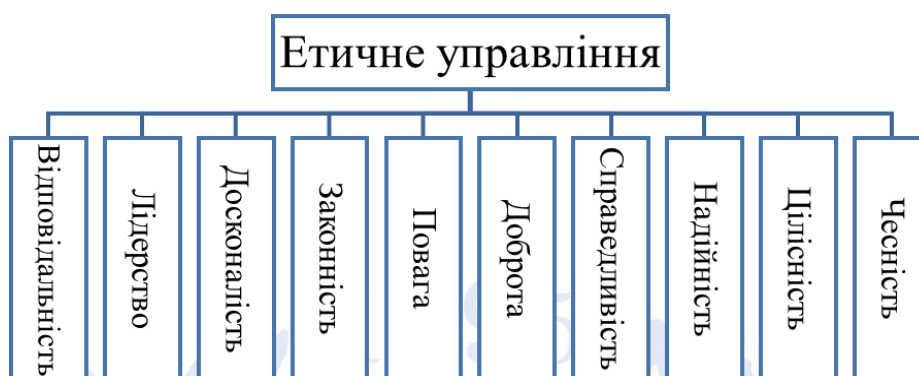 Етичне управління
Відповідальність
Лідерство
Досконалість
Законність
Повага
Доброта
Справедливість
Надійність
Цілісність
Чесність